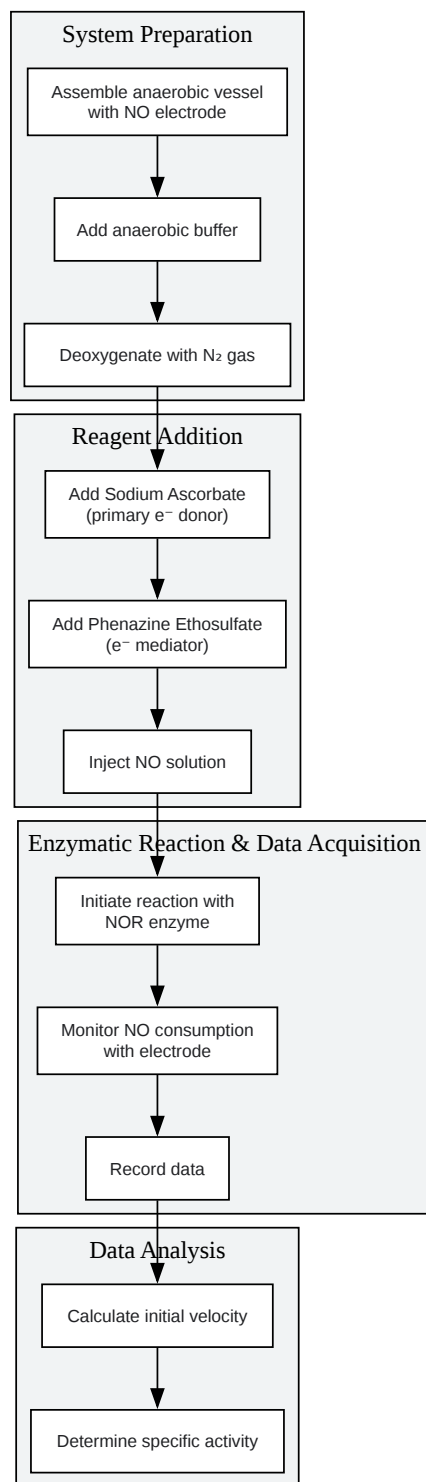 System Preparation
Assemble anaerobic vessel
with NO electrode
Add anaerobic buffer
Deoxygenate with N₂ gas
Reagent Addition
Add Sodium Ascorbate
(primary e⁻ donor)
Add Phenazine Ethosulfate
(e⁻ mediator)
Inject NO solution
Enzymatic Reaction & Data Acquisition
Initiate reaction with
NOR enzyme
Monitor NO consumption
with electrode
Record data
Data Analysis
Calculate initial velocity
Determine specific activity